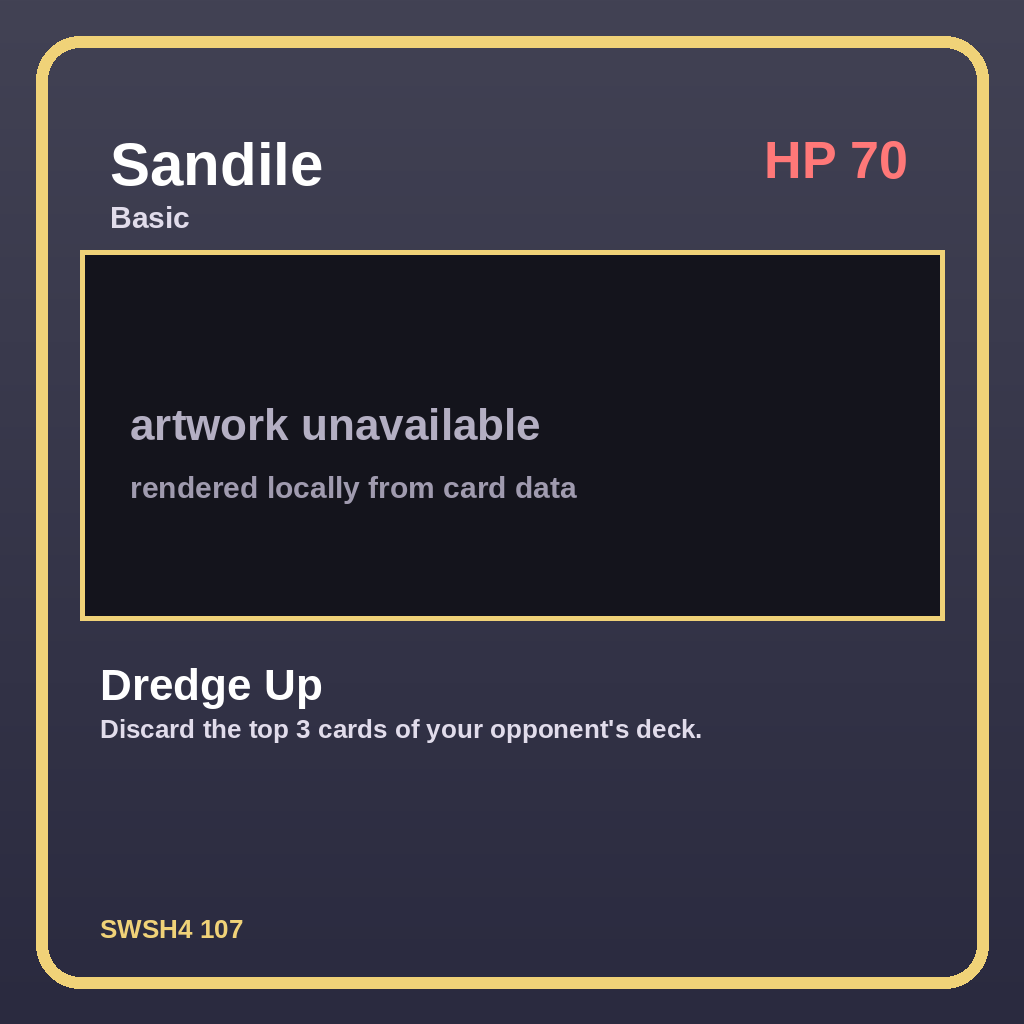 Sandile
HP 70
Basic
artwork unavailable
rendered locally from card data
Dredge Up
Discard the top 3 cards of your opponent's deck.
SWSH4 107